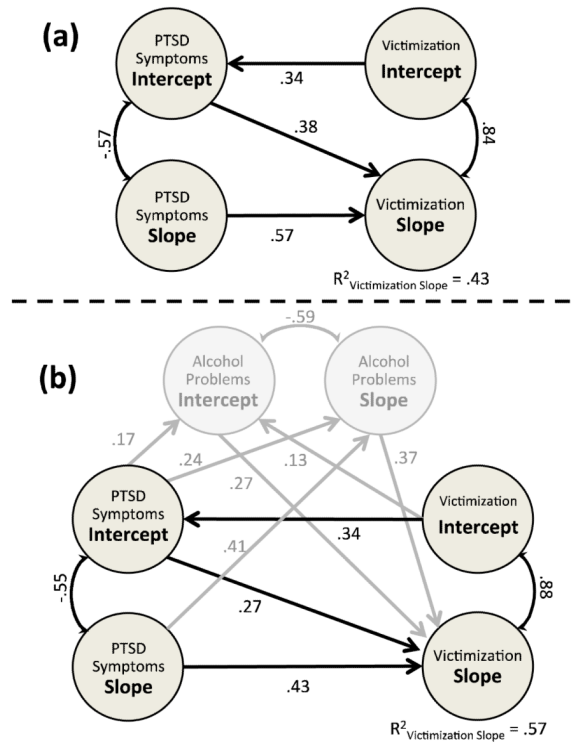 (a)
PTSD
Symptoms
Intercept
Victimization
Intercept
.34
.38
-.57
.84
PTSD
Symptoms
Slope
Victimization
Slope
.57
R²Victimization Slope = .43
-.59
(b)
Alcohol
Problems
Intercept
Alcohol
Problems
Slope
.17
.24
.27
.13
.37
PTSD
Symptoms
Intercept
Victimization
Intercept
.34
.41
-.55
.27
.88
PTSD
Symptoms
Slope
Victimization
Slope
.43
R²Victimization Slope = .57